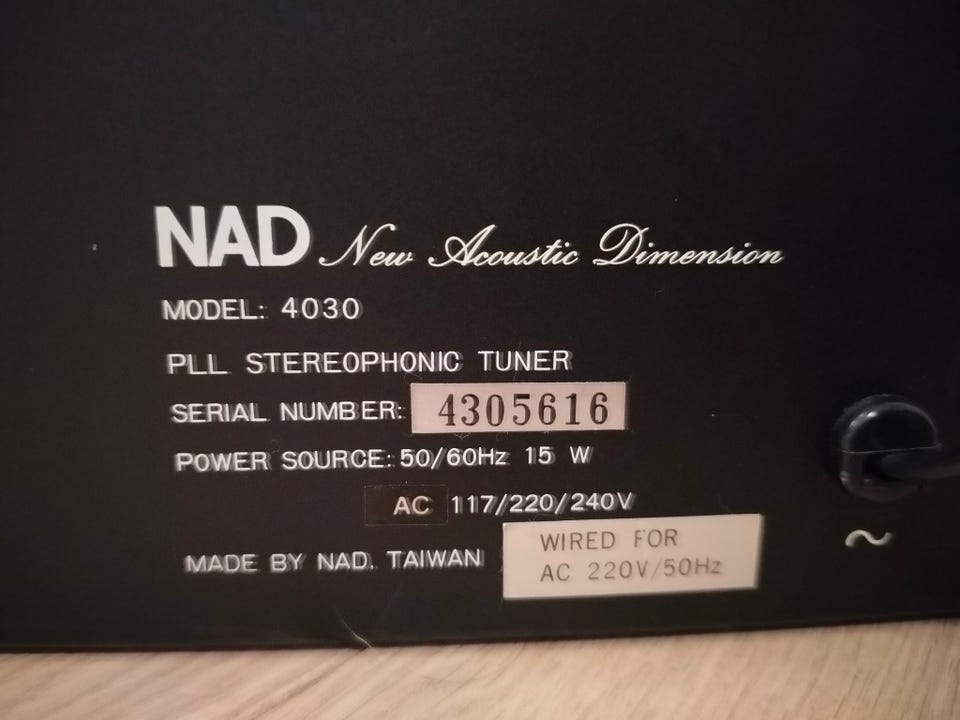 NAD New Acoustic Dimension
MODEL: 4030
PLL STEREOPHONIC TUNER
SERIAL NUMBER: 4305616
POWER SOURCE: 50/60Hz 15 W
AC 117/220/240V
MADE BY NAD. TAIWAN
WIRED FOR
AC 220V/50Hz
~